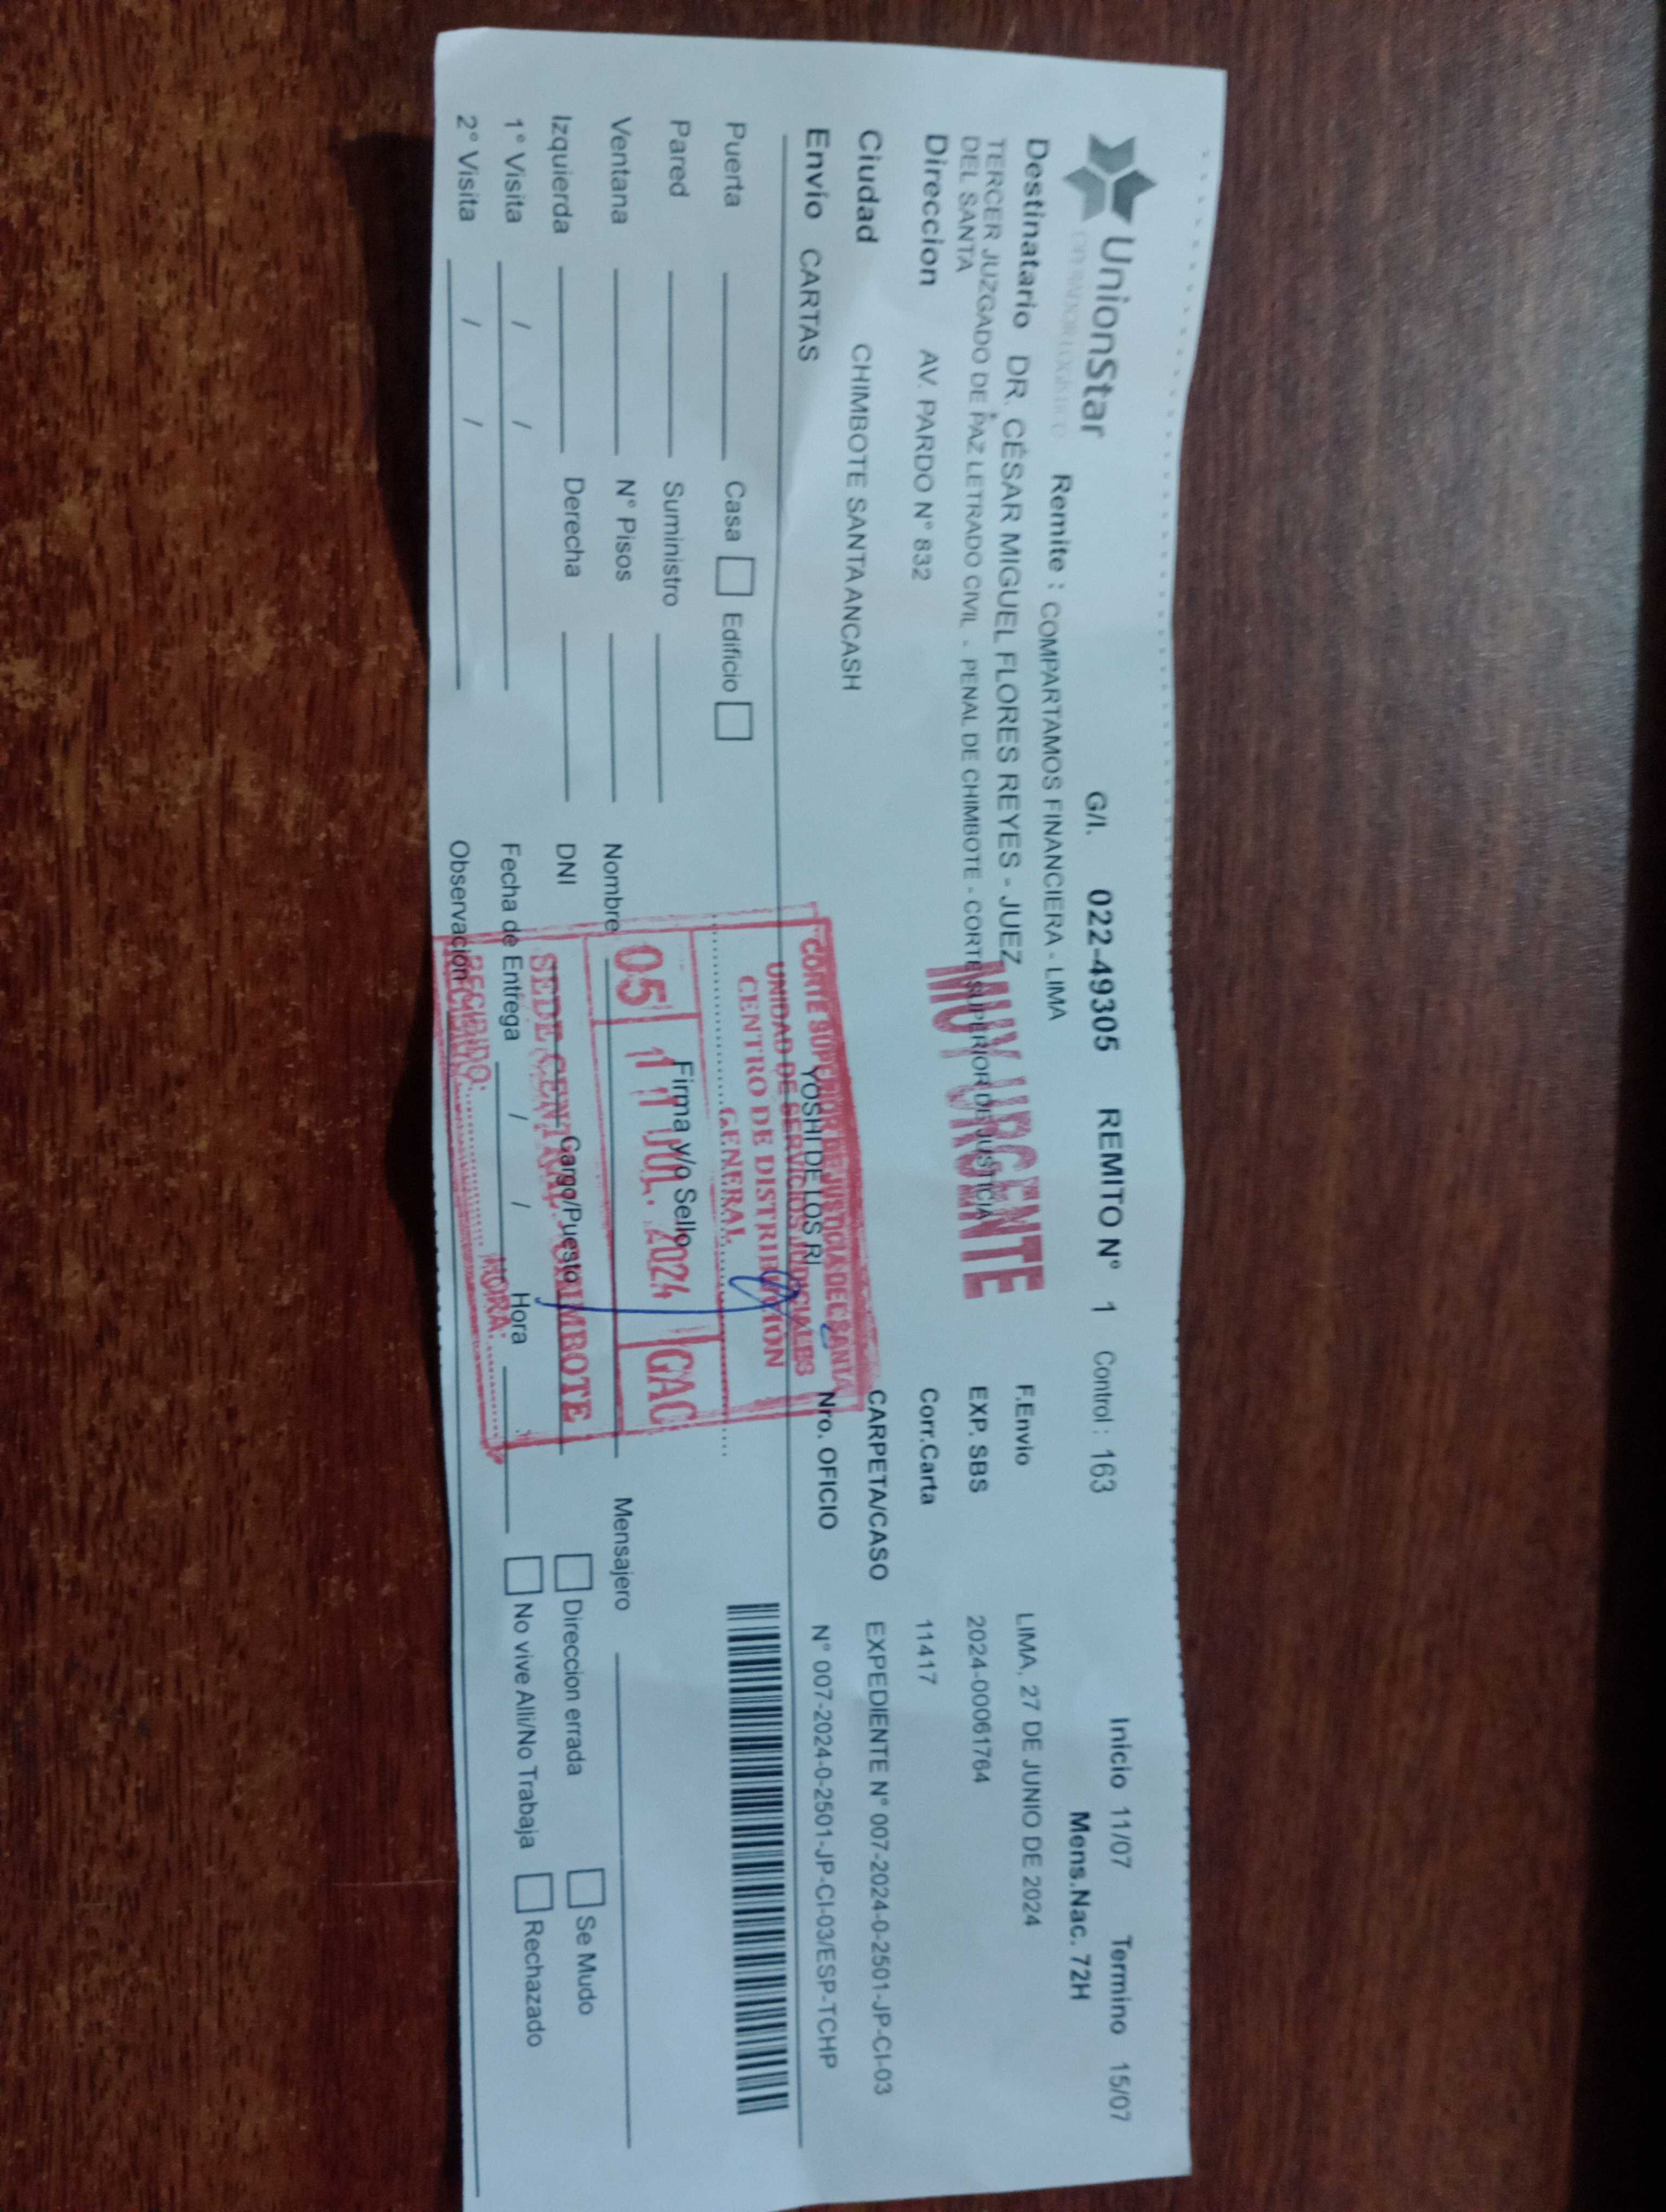 UnionStar
OPERADOR LOGISTICO
G/I. 022-49305 REMITO N° 1 Control : 163 Inicio 11/07 Termino 15/07
Remite : COMPARTAMOS FINANCIERA - LIMA Mens.Nac. 72H
Destinatario DR. CÉSAR MIGUEL FLORES REYES - JUEZ
TERCER JUZGADO DE PAZ LETRADO CIVIL - PENAL DE CHIMBOTE - CORTE SUPERIOR DE JUSTICIA
DEL SANTA
MUY URGENTE
Direccion AV. PARDO N° 832
Ciudad CHIMBOTE SANTA ANCASH
Envío CARTAS YOSHI DE LOS RI
F.Envio LIMA, 27 DE JUNIO DE 2024
EXP. SBS 2024-00061764
Corr.Carta 11417
CARPETA/CASO EXPEDIENTE N° 007-2024-0-2501-JP-CI-03
Nro. OFICIO N° 007-2024-0-2501-JP-CI-03/ESP-TCHP
Puerta Casa Edificio
Pared Suministro
Ventana N° Pisos
Izquierda Derecha
1° Visita / /
2° Visita / /
CORTE SUPERIOR DE JUSTICIA DEL SANTA
UNIDAD DE SERVICIOS JUDICIALES
CENTRO DE DISTRIBUCION
GENERAL
05 11 JUL. 2024 GAC
SEDE CENTRAL - CHIMBOTE
RECIBIDO: HORA:
Firma y/o Sello
Nombre
DNI Cargo/Puesto
Fecha de Entrega / / Hora
Observación
Mensajero
Direccion errada Se Mudo
No vive Alli/No Trabaja Rechazado